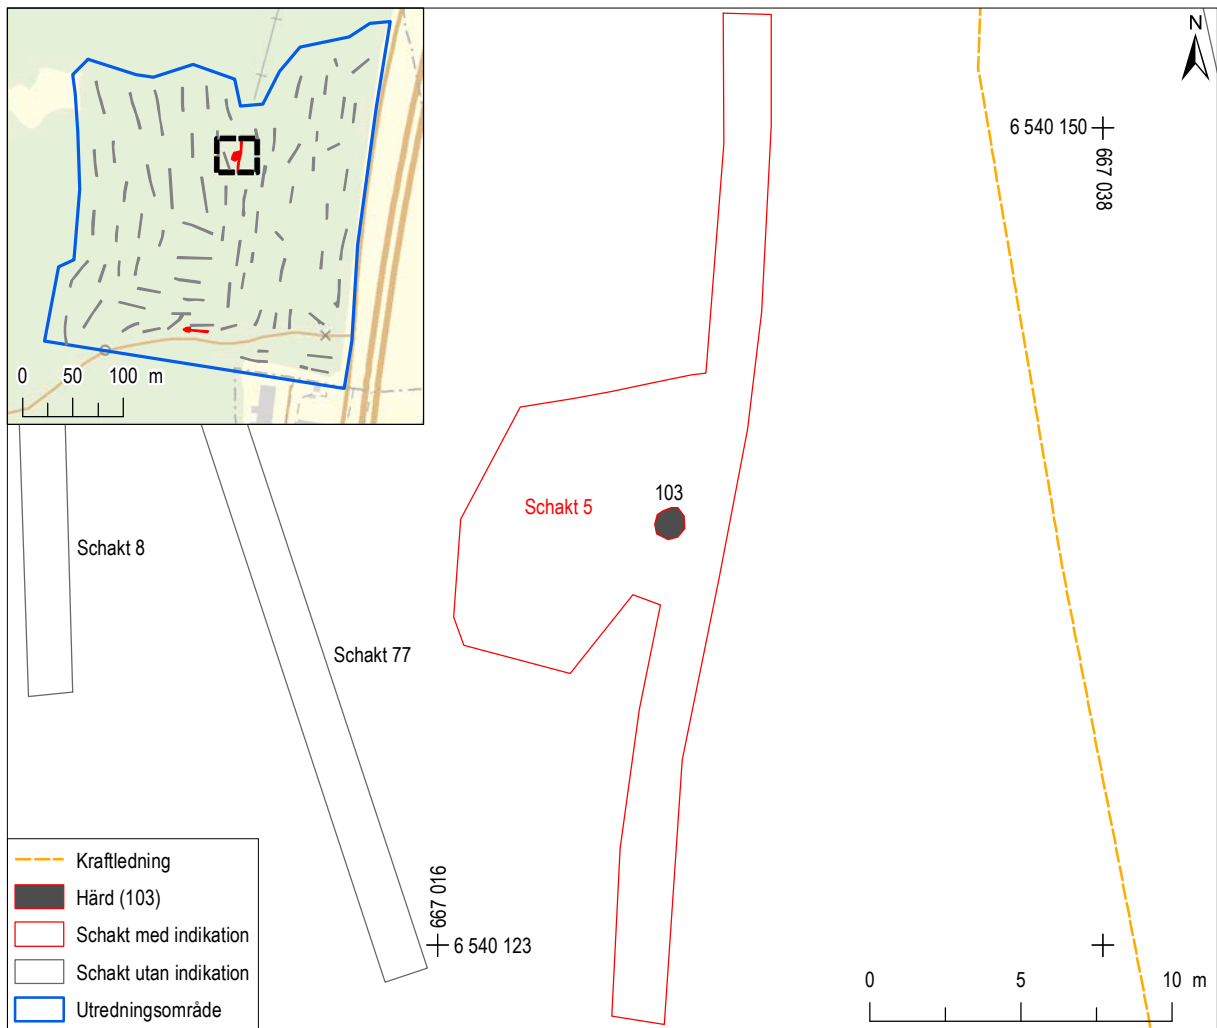 N
6 540 150
667 038
0 50 100 m
103
Schakt 5
Schakt 8
Schakt 77
667 016
6 540 123
Kraftledning
Härd (103)
Schakt med indikation
Schakt utan indikation
Utredningsområde
0 5 10 m